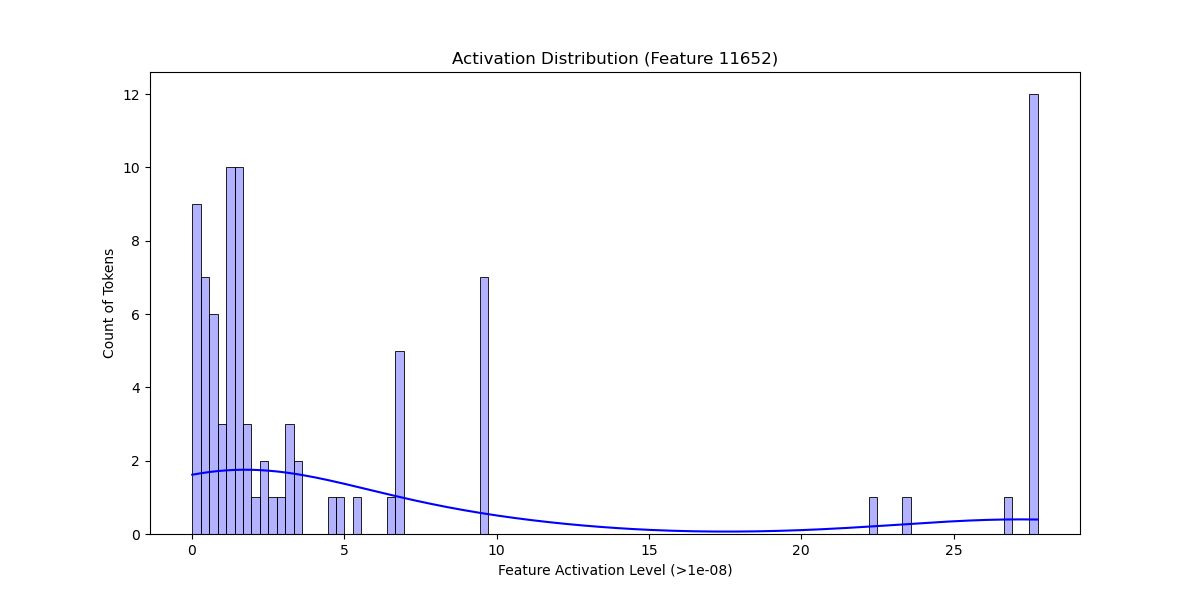 Activation Distribution (Feature 11652)
12
10
8
6
4
2
0
Count of Tokens
0 5 10 15 20 25
Feature Activation Level (>1e-08)